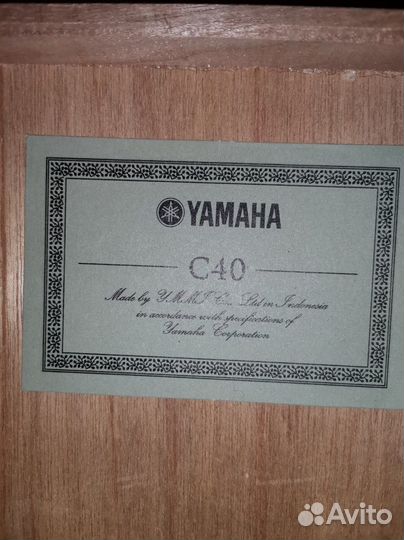 YAMAHA
C40
Made by Y.M.M.I. Co., Ltd in Indonesia
in accordance with specifications of
Yamaha Corporation
Avito